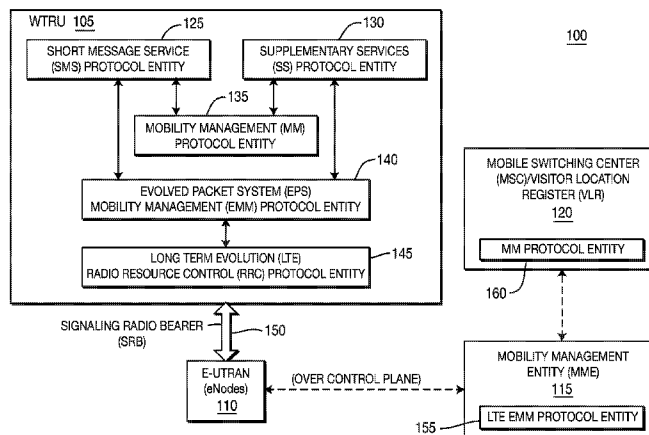 WTRU 105
125
130
100
SHORT MESSAGE SERVICE
(SMS) PROTOCOL ENTITY
SUPPLEMENTARY SERVICES
(SS) PROTOCOL ENTITY
135
MOBILITY MANAGEMENT (MM)
PROTOCOL ENTITY
140
EVOLVED PACKET SYSTEM (EPS)
MOBILITY MANAGEMENT (EMM) PROTOCOL ENTITY
LONG TERM EVOLUTION (LTE)
RADIO RESOURCE CONTROL (RRC) PROTOCOL ENTITY
145
MOBILE SWITCHING CENTER
(MSC)/VISITOR LOCATION
REGISTER (VLR)
120
MM PROTOCOL ENTITY
160
SIGNALING RADIO BEARER
(SRB)
150
E-UTRAN
(eNodes)
110
(OVER CONTROL PLANE)
MOBILITY MANAGEMENT
ENTITY (MME)
115
155
LTE EMM PROTOCOL ENTITY